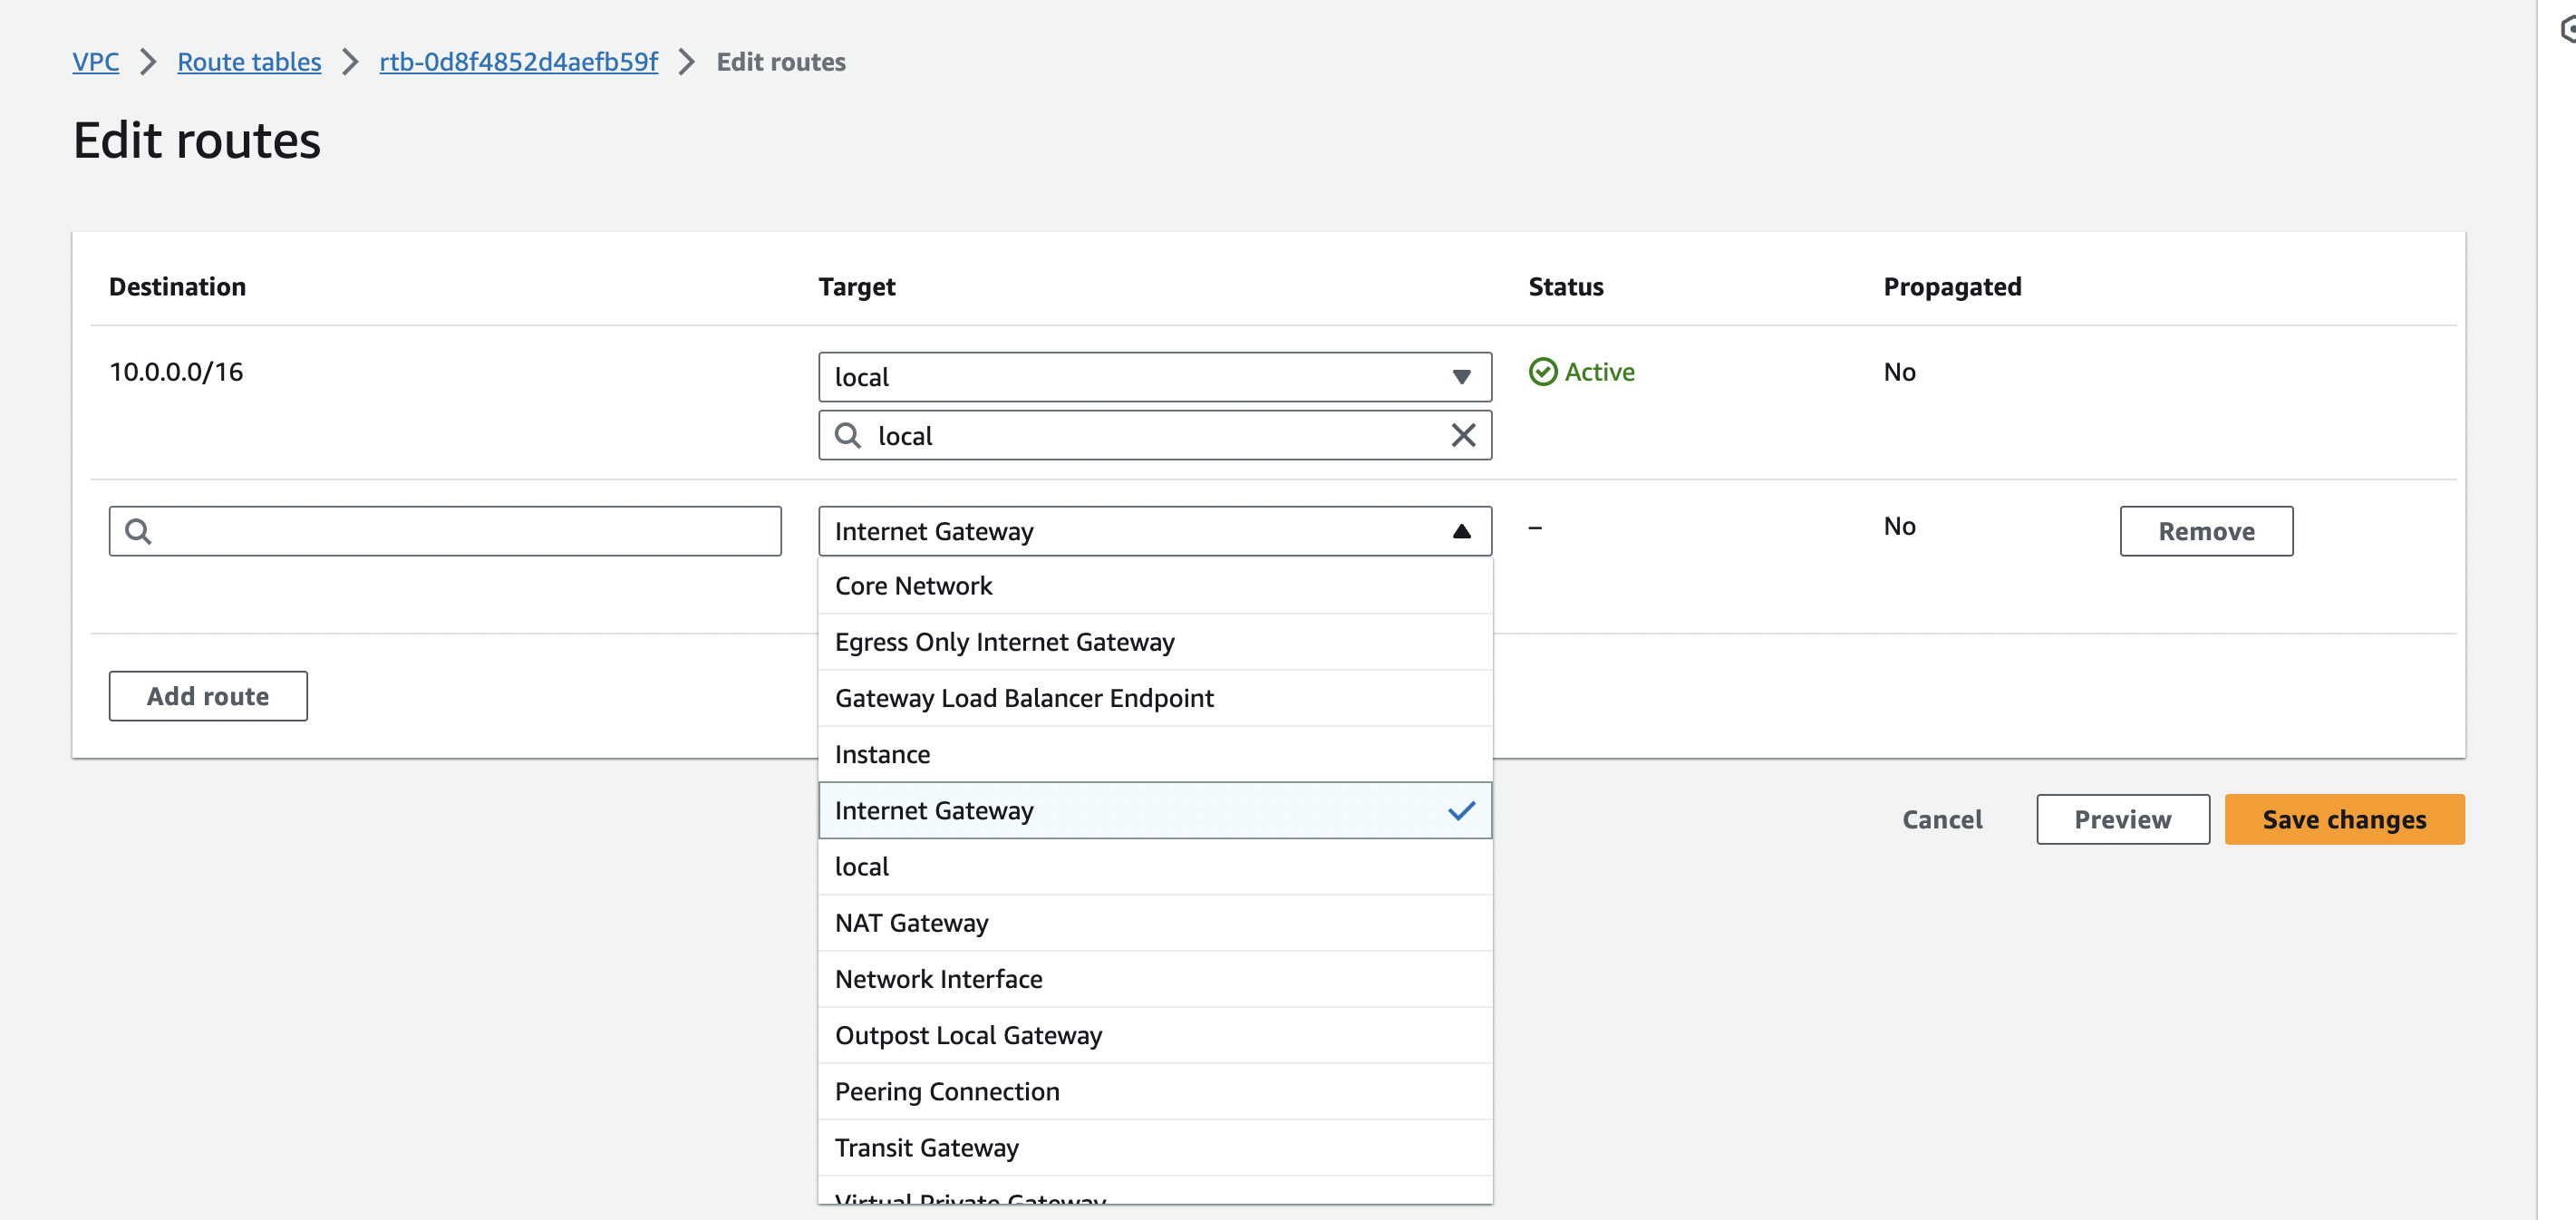 VPC > Route tables > rtb-0d8f4852d4aefb59f > Edit routes
Edit routes
Destination Target Status Propagated
10.0.0.0/16 local Active No
local
Internet Gateway – No Remove
Core Network
Egress Only Internet Gateway
Gateway Load Balancer Endpoint
Add route
Instance
Internet Gateway
Cancel Preview Save changes
local
NAT Gateway
Network Interface
Outpost Local Gateway
Peering Connection
Transit Gateway
Virtual Private Gateway